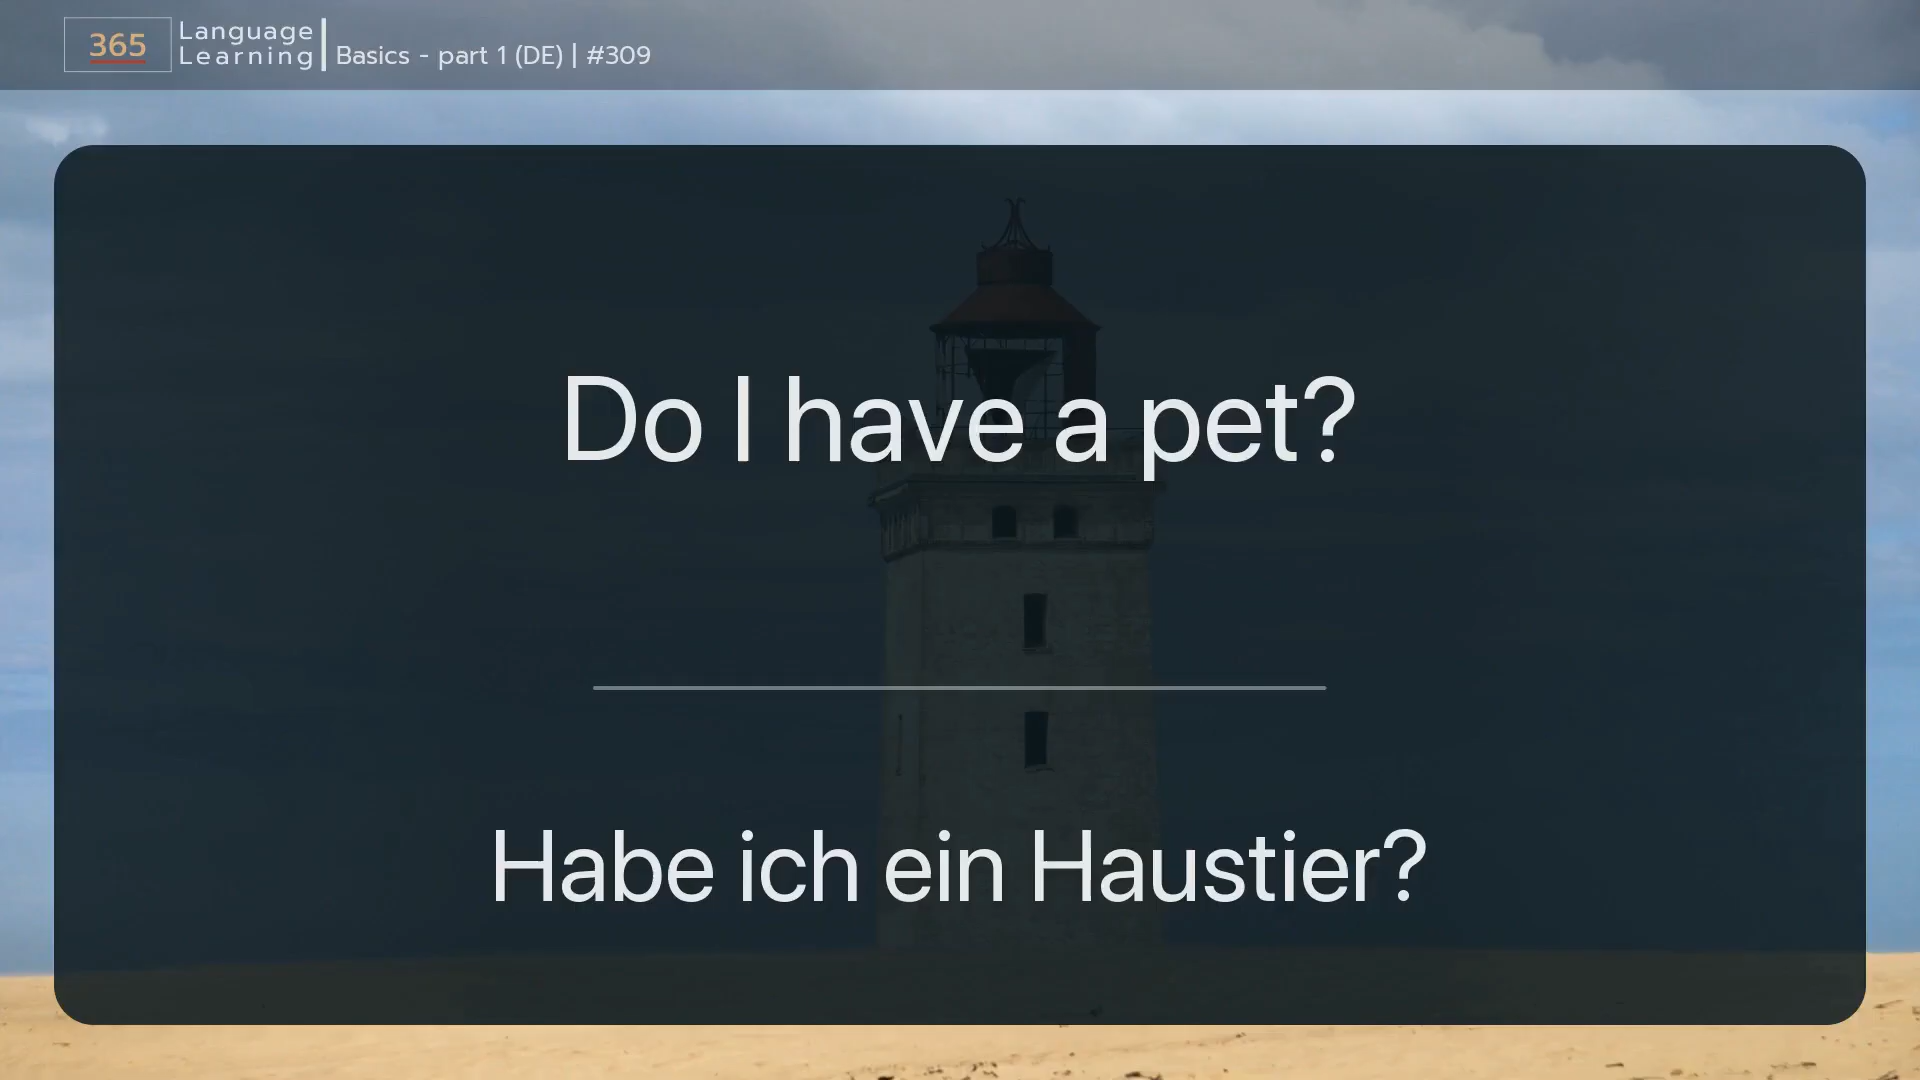 365 Language Learning
Basics - part 1 (DE) | #309
Do I have a pet?
Habe ich ein Haustier?